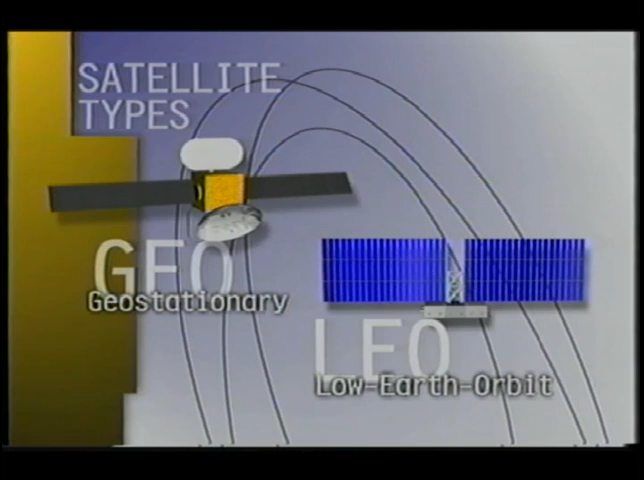 SATELLITE
TYPES
GEO
Geostationary
LEO
Low-Earth-Orbit